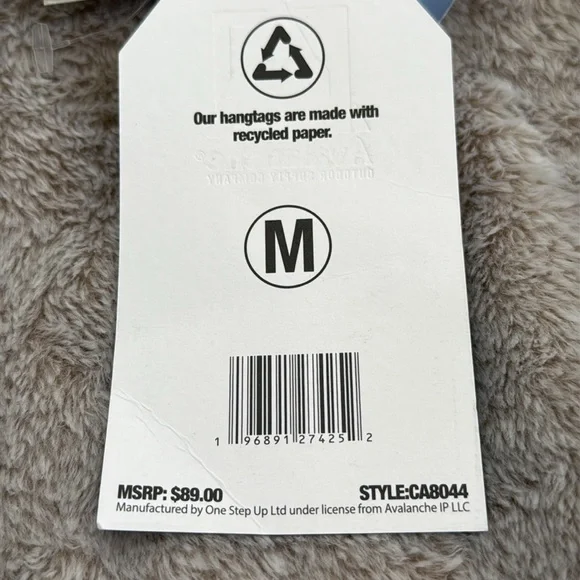 Our hangtags are made with
recycled paper.
M
1 96891 27425 2
MSRP: $89.00 STYLE:CA8044
Manufactured by One Step Up Ltd under license from Avalanche IP LLC